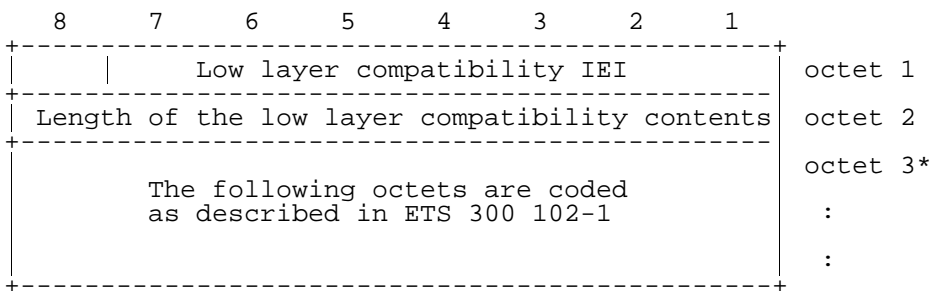 8 7 6 5 4 3 2 1
Low layer compatibility IEI octet 1
Length of the low layer compatibility contents octet 2
octet 3*
The following octets are coded
as described in ETS 300 102-1 :
: